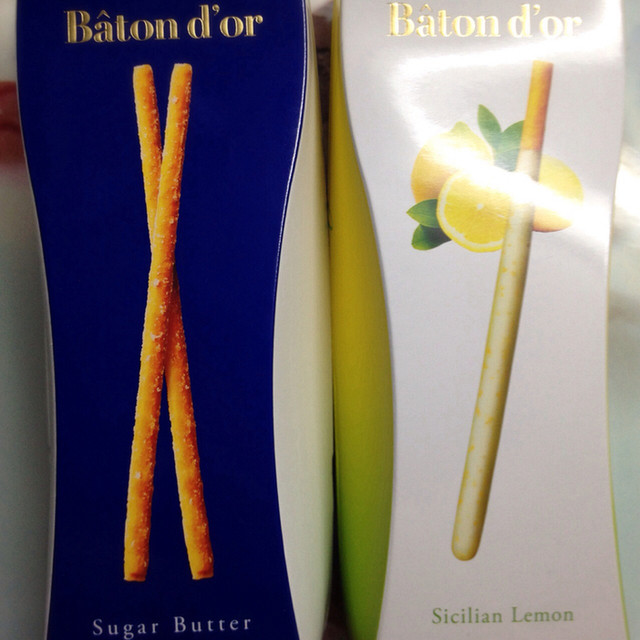 Bâton d'or
Sugar Butter
Bâton d'or
Sicilian Lemon